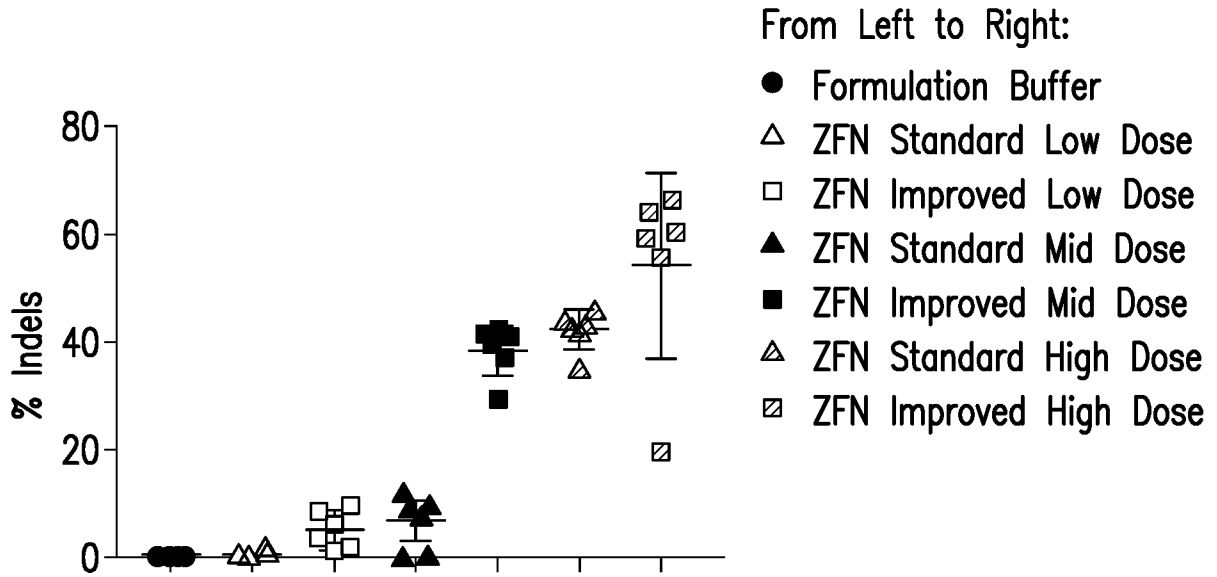 From Left to Right:
Formulation Buffer
ZFN Standard Low Dose
ZFN Improved Low Dose
ZFN Standard Mid Dose
ZFN Improved Mid Dose
ZFN Standard High Dose
ZFN Improved High Dose
% Indels
80
60
40
20
0